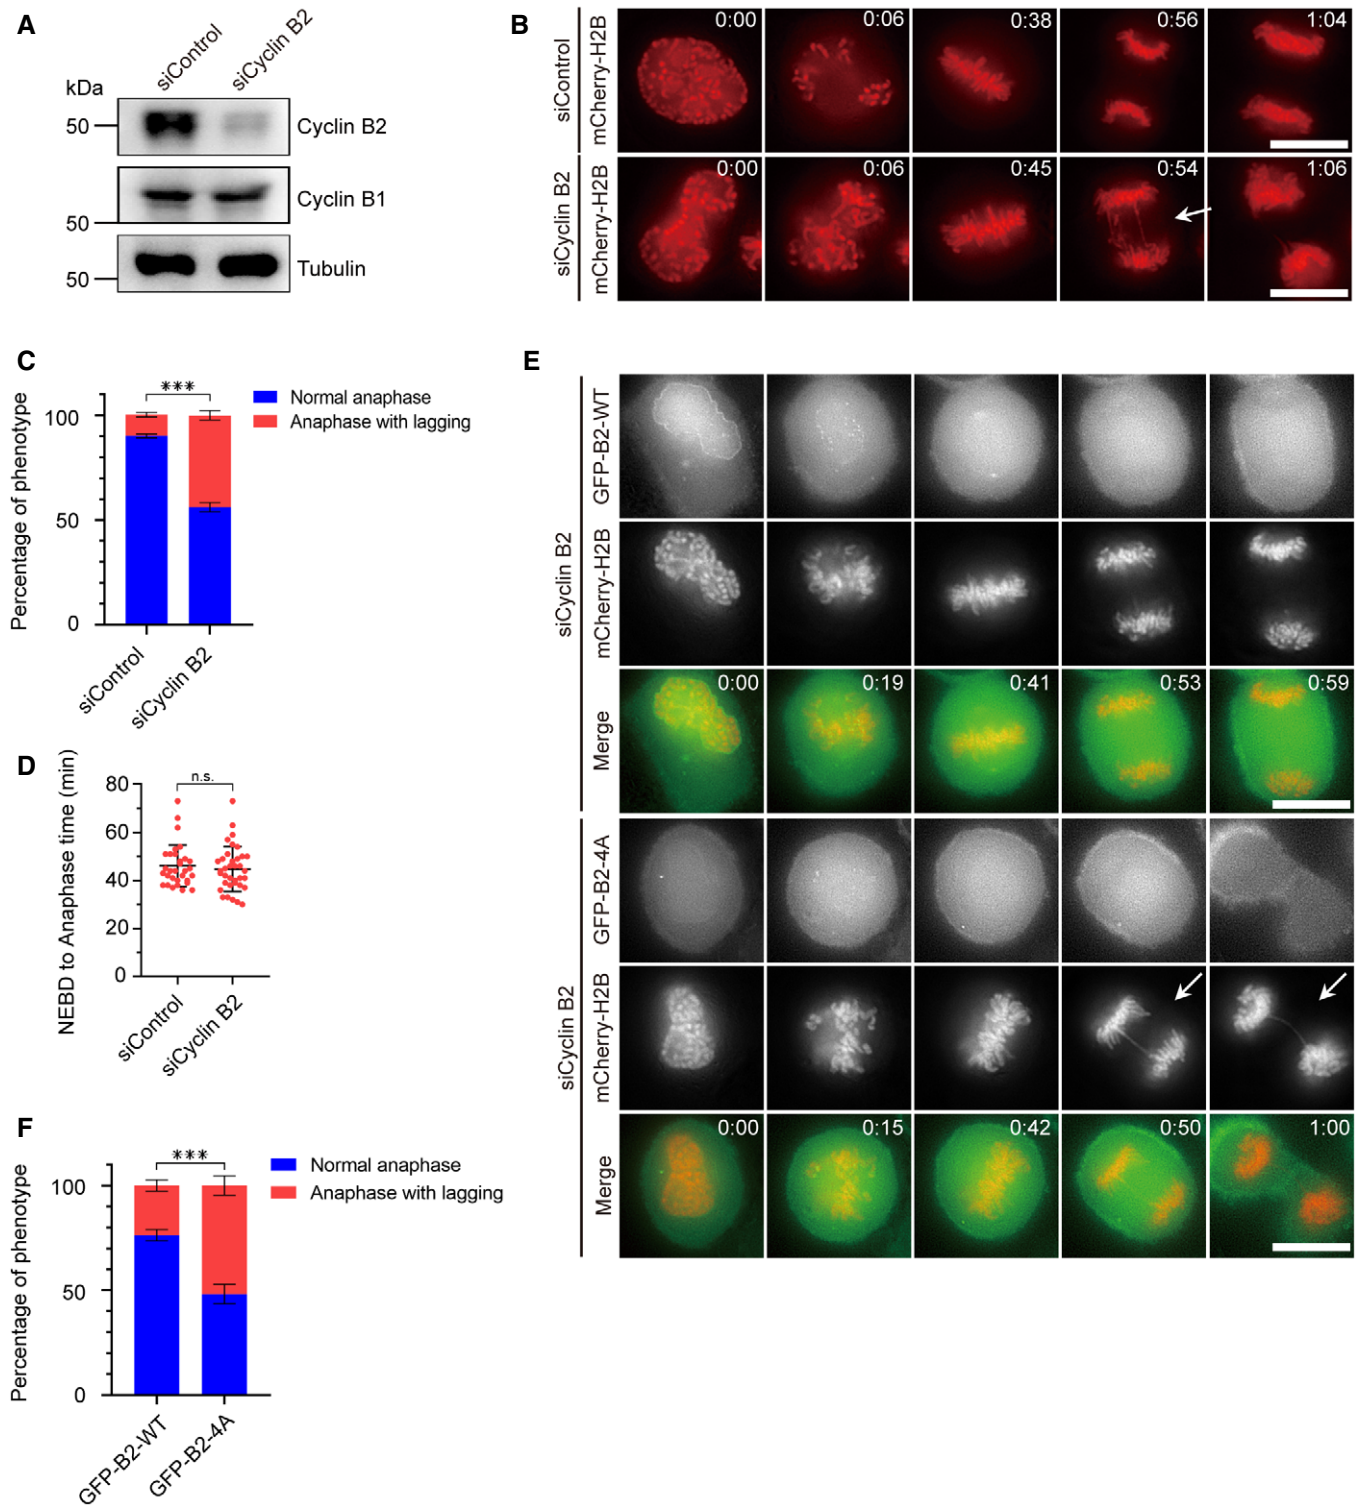 A
siControl
siCyclin B2
kDa
50
Cyclin B2
Cyclin B1
50
Tubulin
50
B
siControl
mCherry-H2B
0:00
0:06
0:38
0:56
1:04
siCyclin B2
mCherry-H2B
0:00
0:06
0:45
0:54
1:06
C
Percentage of phenotype
100
50
0
***
siControl
siCyclin B2
Normal anaphase
Anaphase with lagging
D
NEBD to Anaphase time (min)
80
60
40
20
0
n.s.
siControl
siCyclin B2
E
siCyclin B2
GFP-B2-WT
mCherry-H2B
Merge
0:00
0:19
0:41
0:53
0:59
siCyclin B2
GFP-B2-4A
mCherry-H2B
Merge
0:00
0:15
0:42
0:50
1:00
F
Percentage of phenotype
100
50
0
***
GFP-B2-WT
GFP-B2-4A
Normal anaphase
Anaphase with lagging